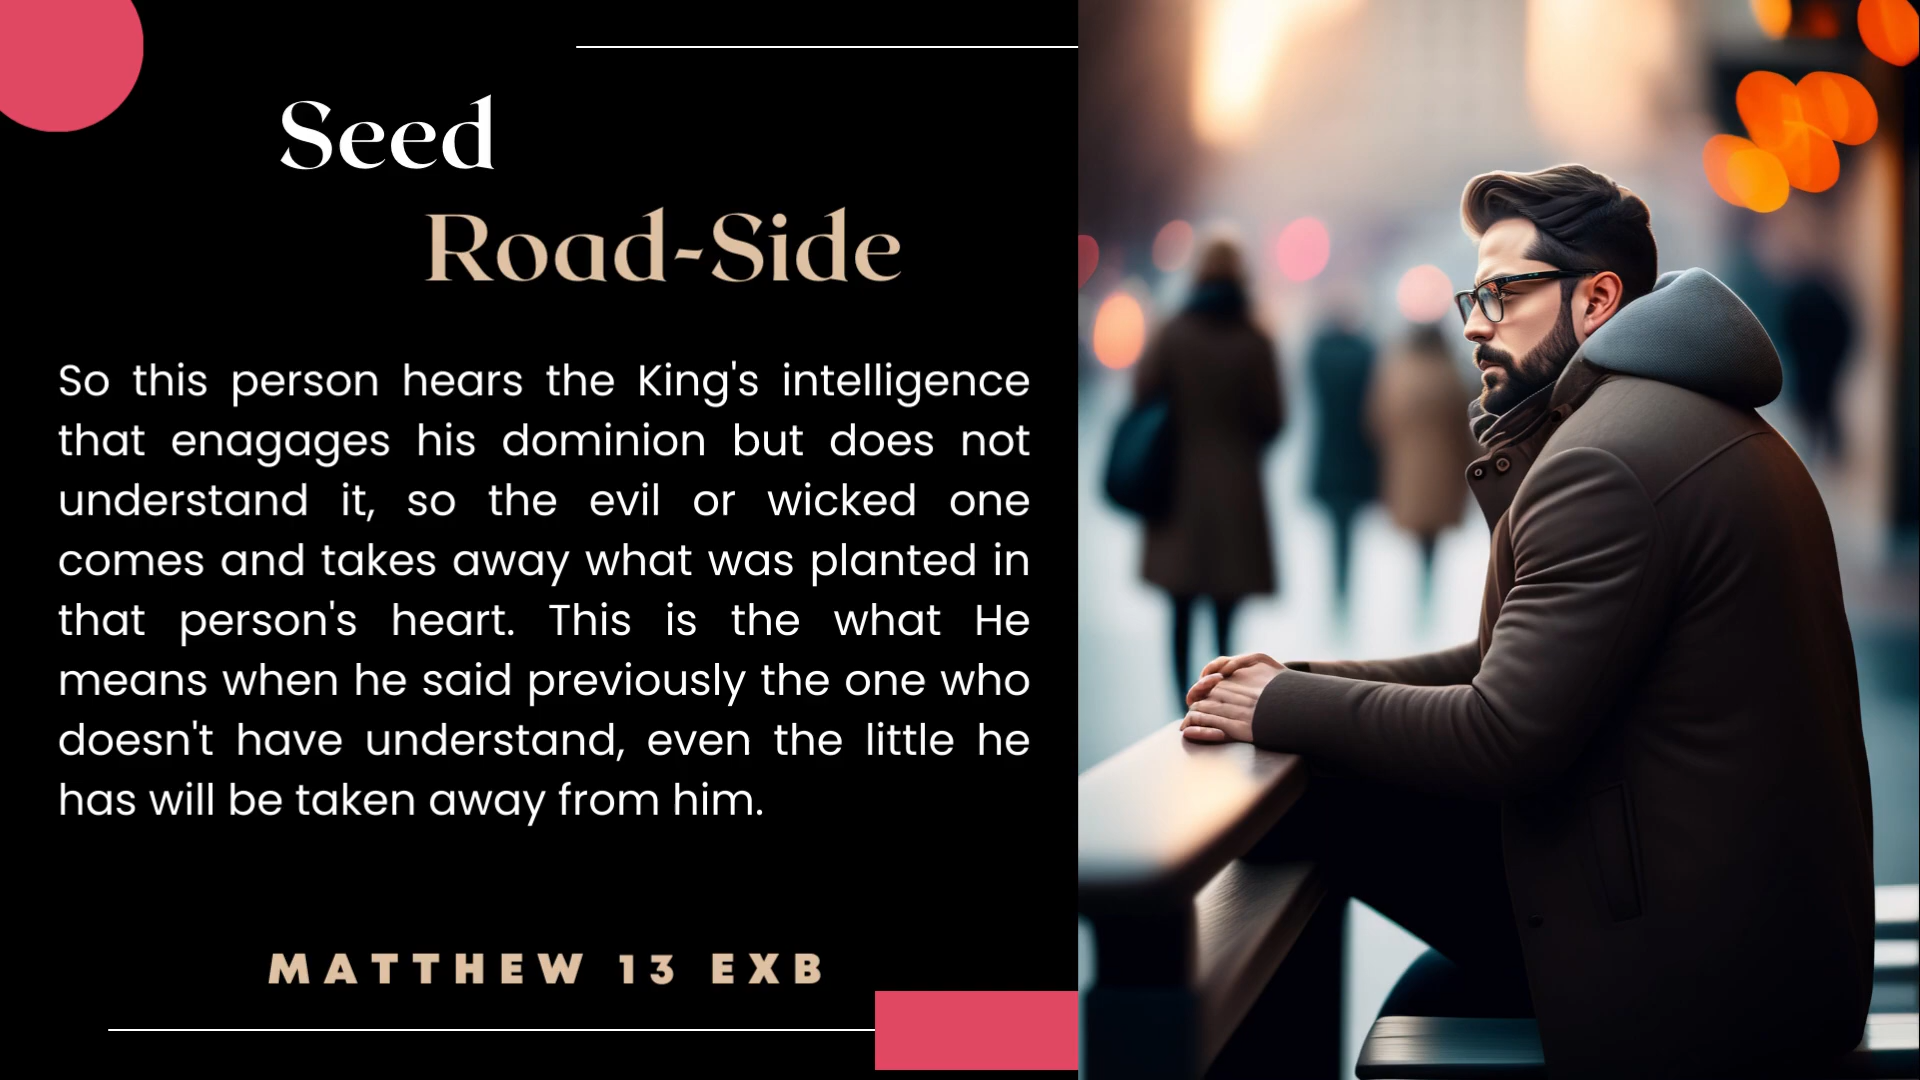 Seed
Road-Side
So this person hears the King's intelligence
that enagages his dominion but does not
understand it, so the evil or wicked one
comes and takes away what was planted in
that person's heart. This is the what He
means when he said previously the one who
doesn't have understand, even the little he
has will be taken away from him.
MATTHEW 13 EXB